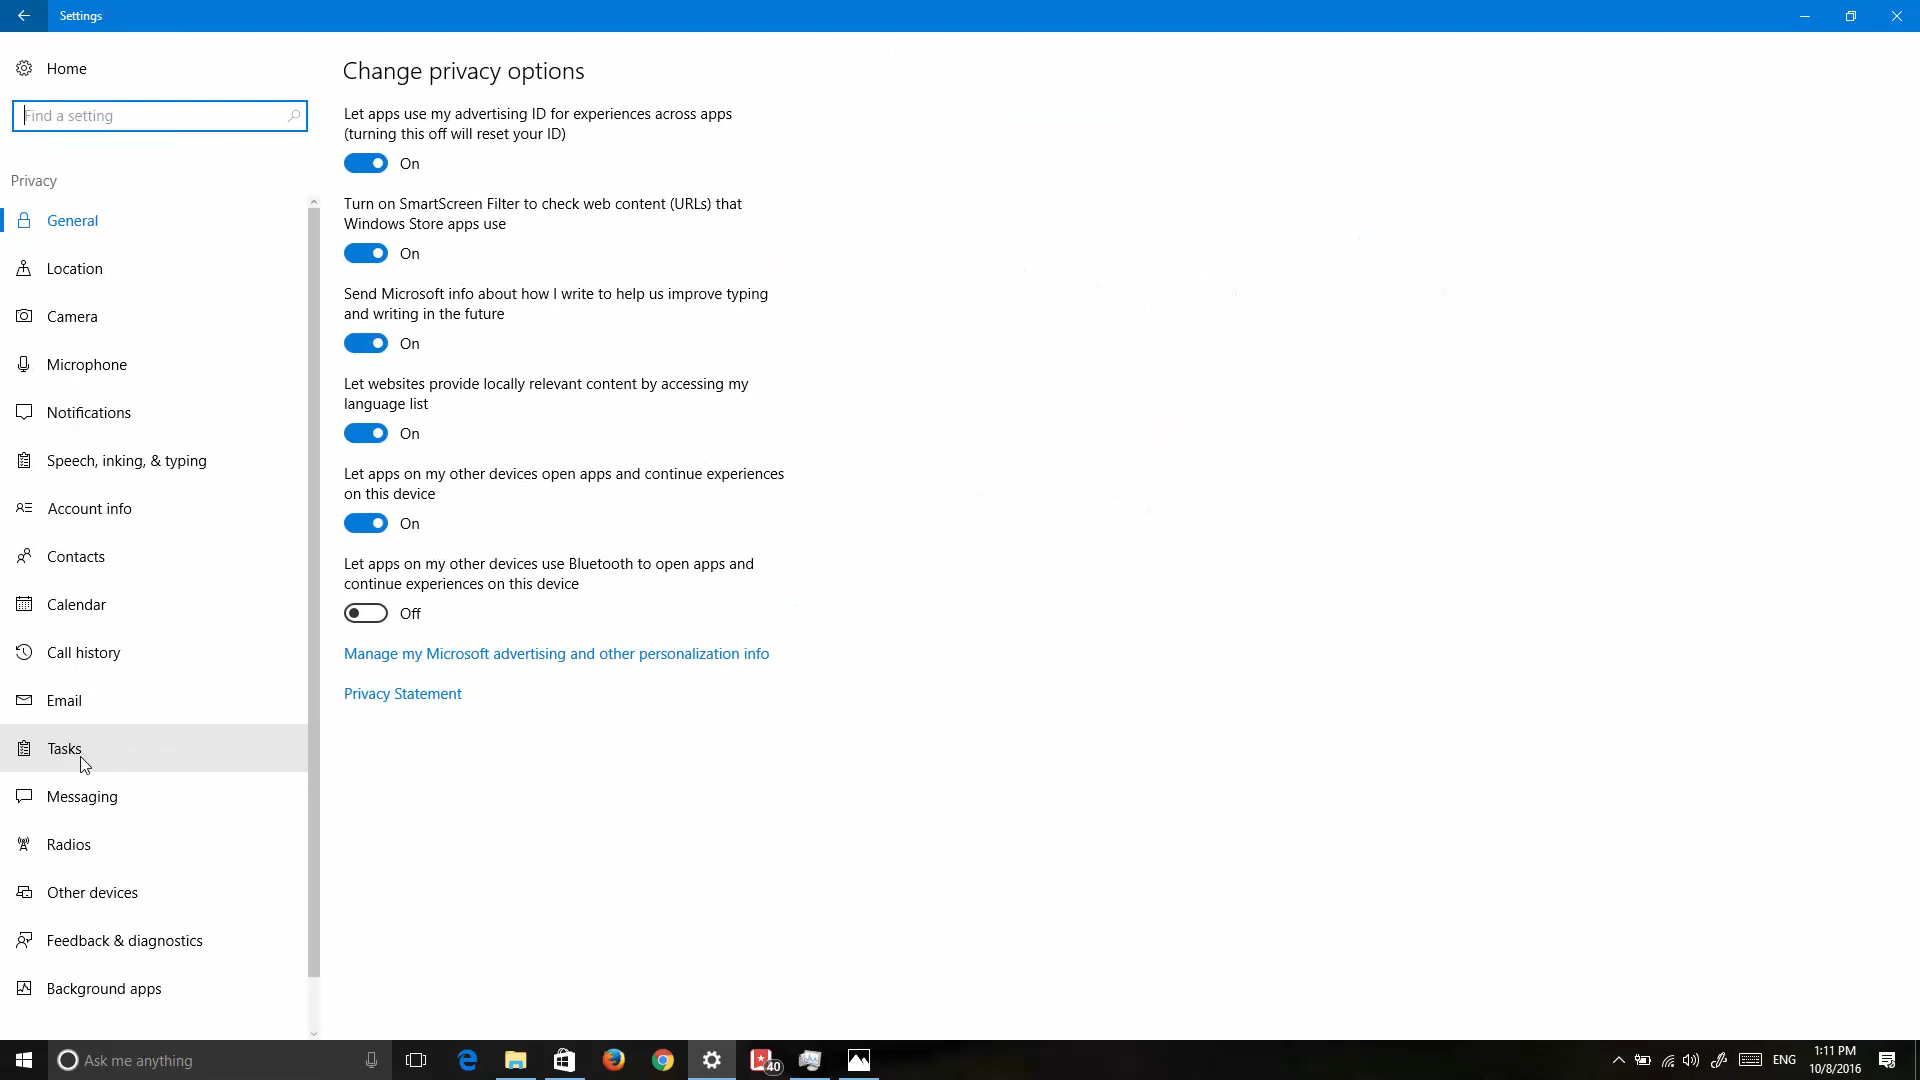 Settings
Home
Find a setting
Privacy
General
Location
Camera
Microphone
Notifications
Speech, inking, & typing
Account info
Contacts
Calendar
Call history
Email
Tasks
Messaging
Radios
Other devices
Feedback & diagnostics
Background apps
Change privacy options
Let apps use my advertising ID for experiences across apps
(turning this off will reset your ID)
On
Turn on SmartScreen Filter to check web content (URLs) that
Windows Store apps use
On
Send Microsoft info about how I write to help us improve typing
and writing in the future
On
Let websites provide locally relevant content by accessing my
language list
On
Let apps on my other devices open apps and continue experiences
on this device
On
Let apps on my other devices use Bluetooth to open apps and
continue experiences on this device
Off
Manage my Microsoft advertising and other personalization info
Privacy Statement
Ask me anything
40
ENG
1:11 PM
10/8/2016